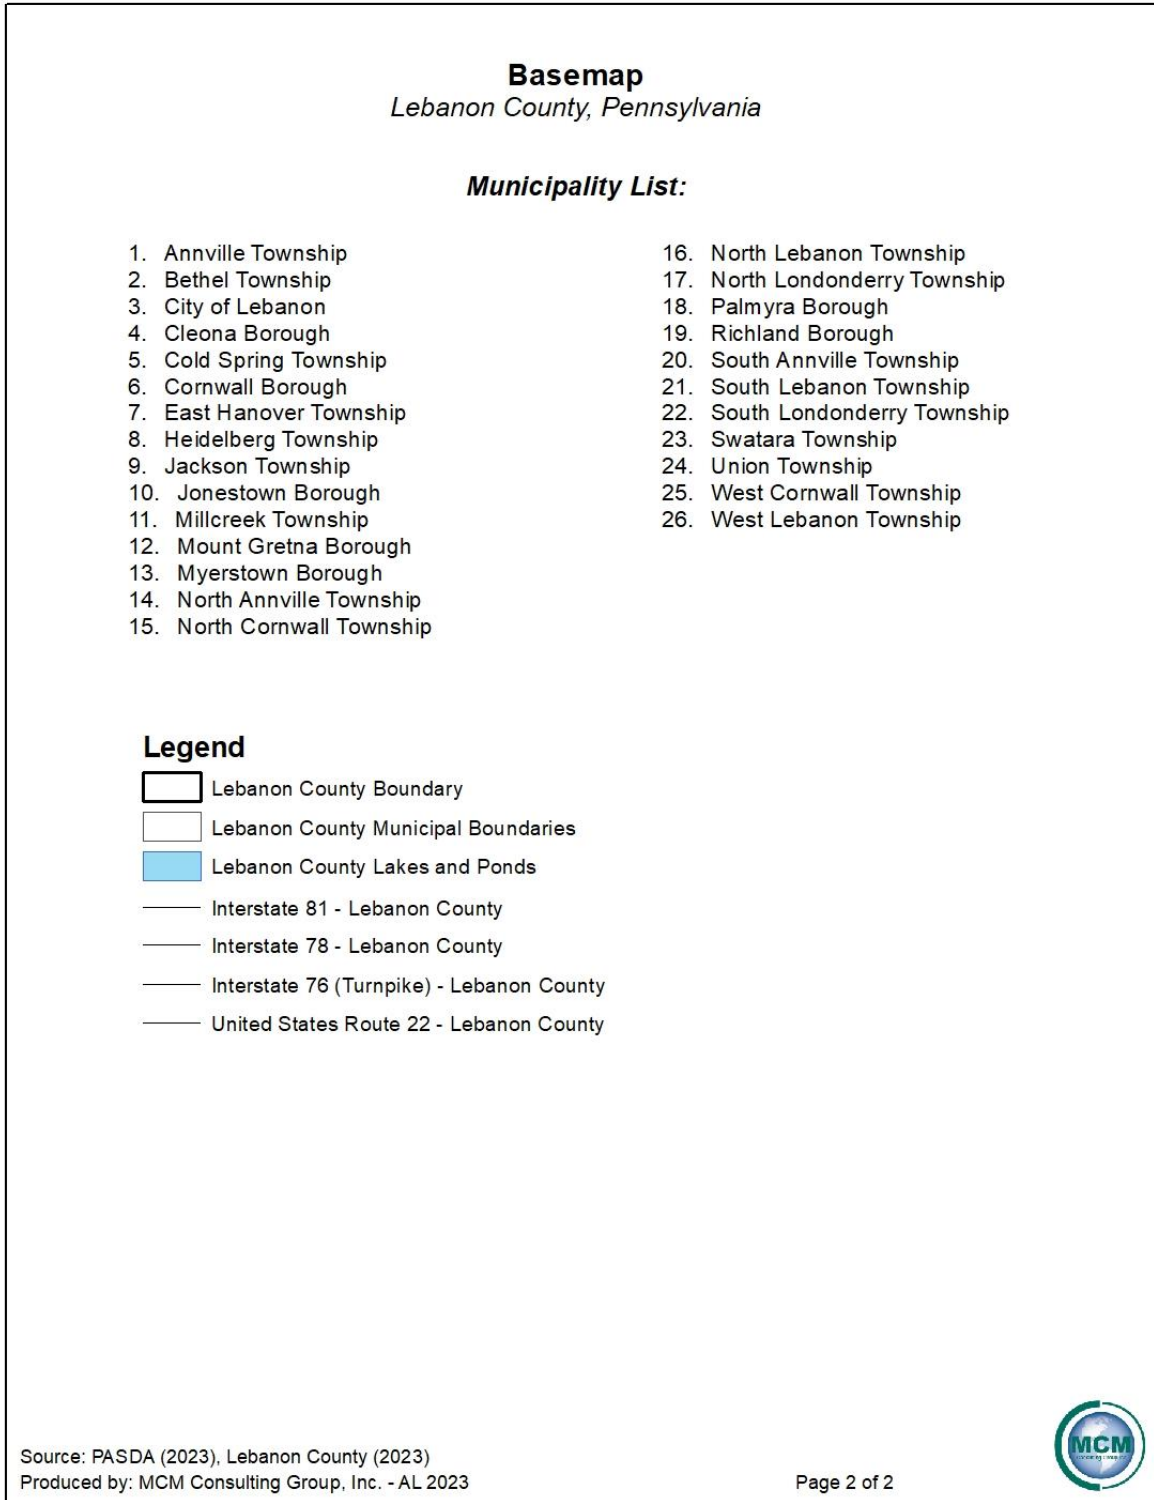 Basemap
Lebanon County, Pennsylvania
Municipality List:
1. Annville Township
2. Bethel Township
3. City of Lebanon
4. Cleona Borough
5. Cold Spring Township
6. Cornwall Borough
7. East Hanover Township
8. Heidelberg Township
9. Jackson Township
10. Jonestown Borough
11. Millcreek Township
12. Mount Gretna Borough
13. Myerstown Borough
14. North Annville Township
15. North Cornwall Township
16. North Lebanon Township
17. North Londonderry Township
18. Palmyra Borough
19. Richland Borough
20. South Annville Township
21. South Lebanon Township
22. South Londonderry Township
23. Swatara Township
24. Union Township
25. West Cornwall Township
26. West Lebanon Township
Legend
Lebanon County Boundary
Lebanon County Municipal Boundaries
Lebanon County Lakes and Ponds
Interstate 81 - Lebanon County
Interstate 78 - Lebanon County
Interstate 76 (Turnpike) - Lebanon County
United States Route 22 - Lebanon County
Source: PASDA (2023), Lebanon County (2023)
Produced by: MCM Consulting Group, Inc. - AL 2023
Page 2 of 2
MCM